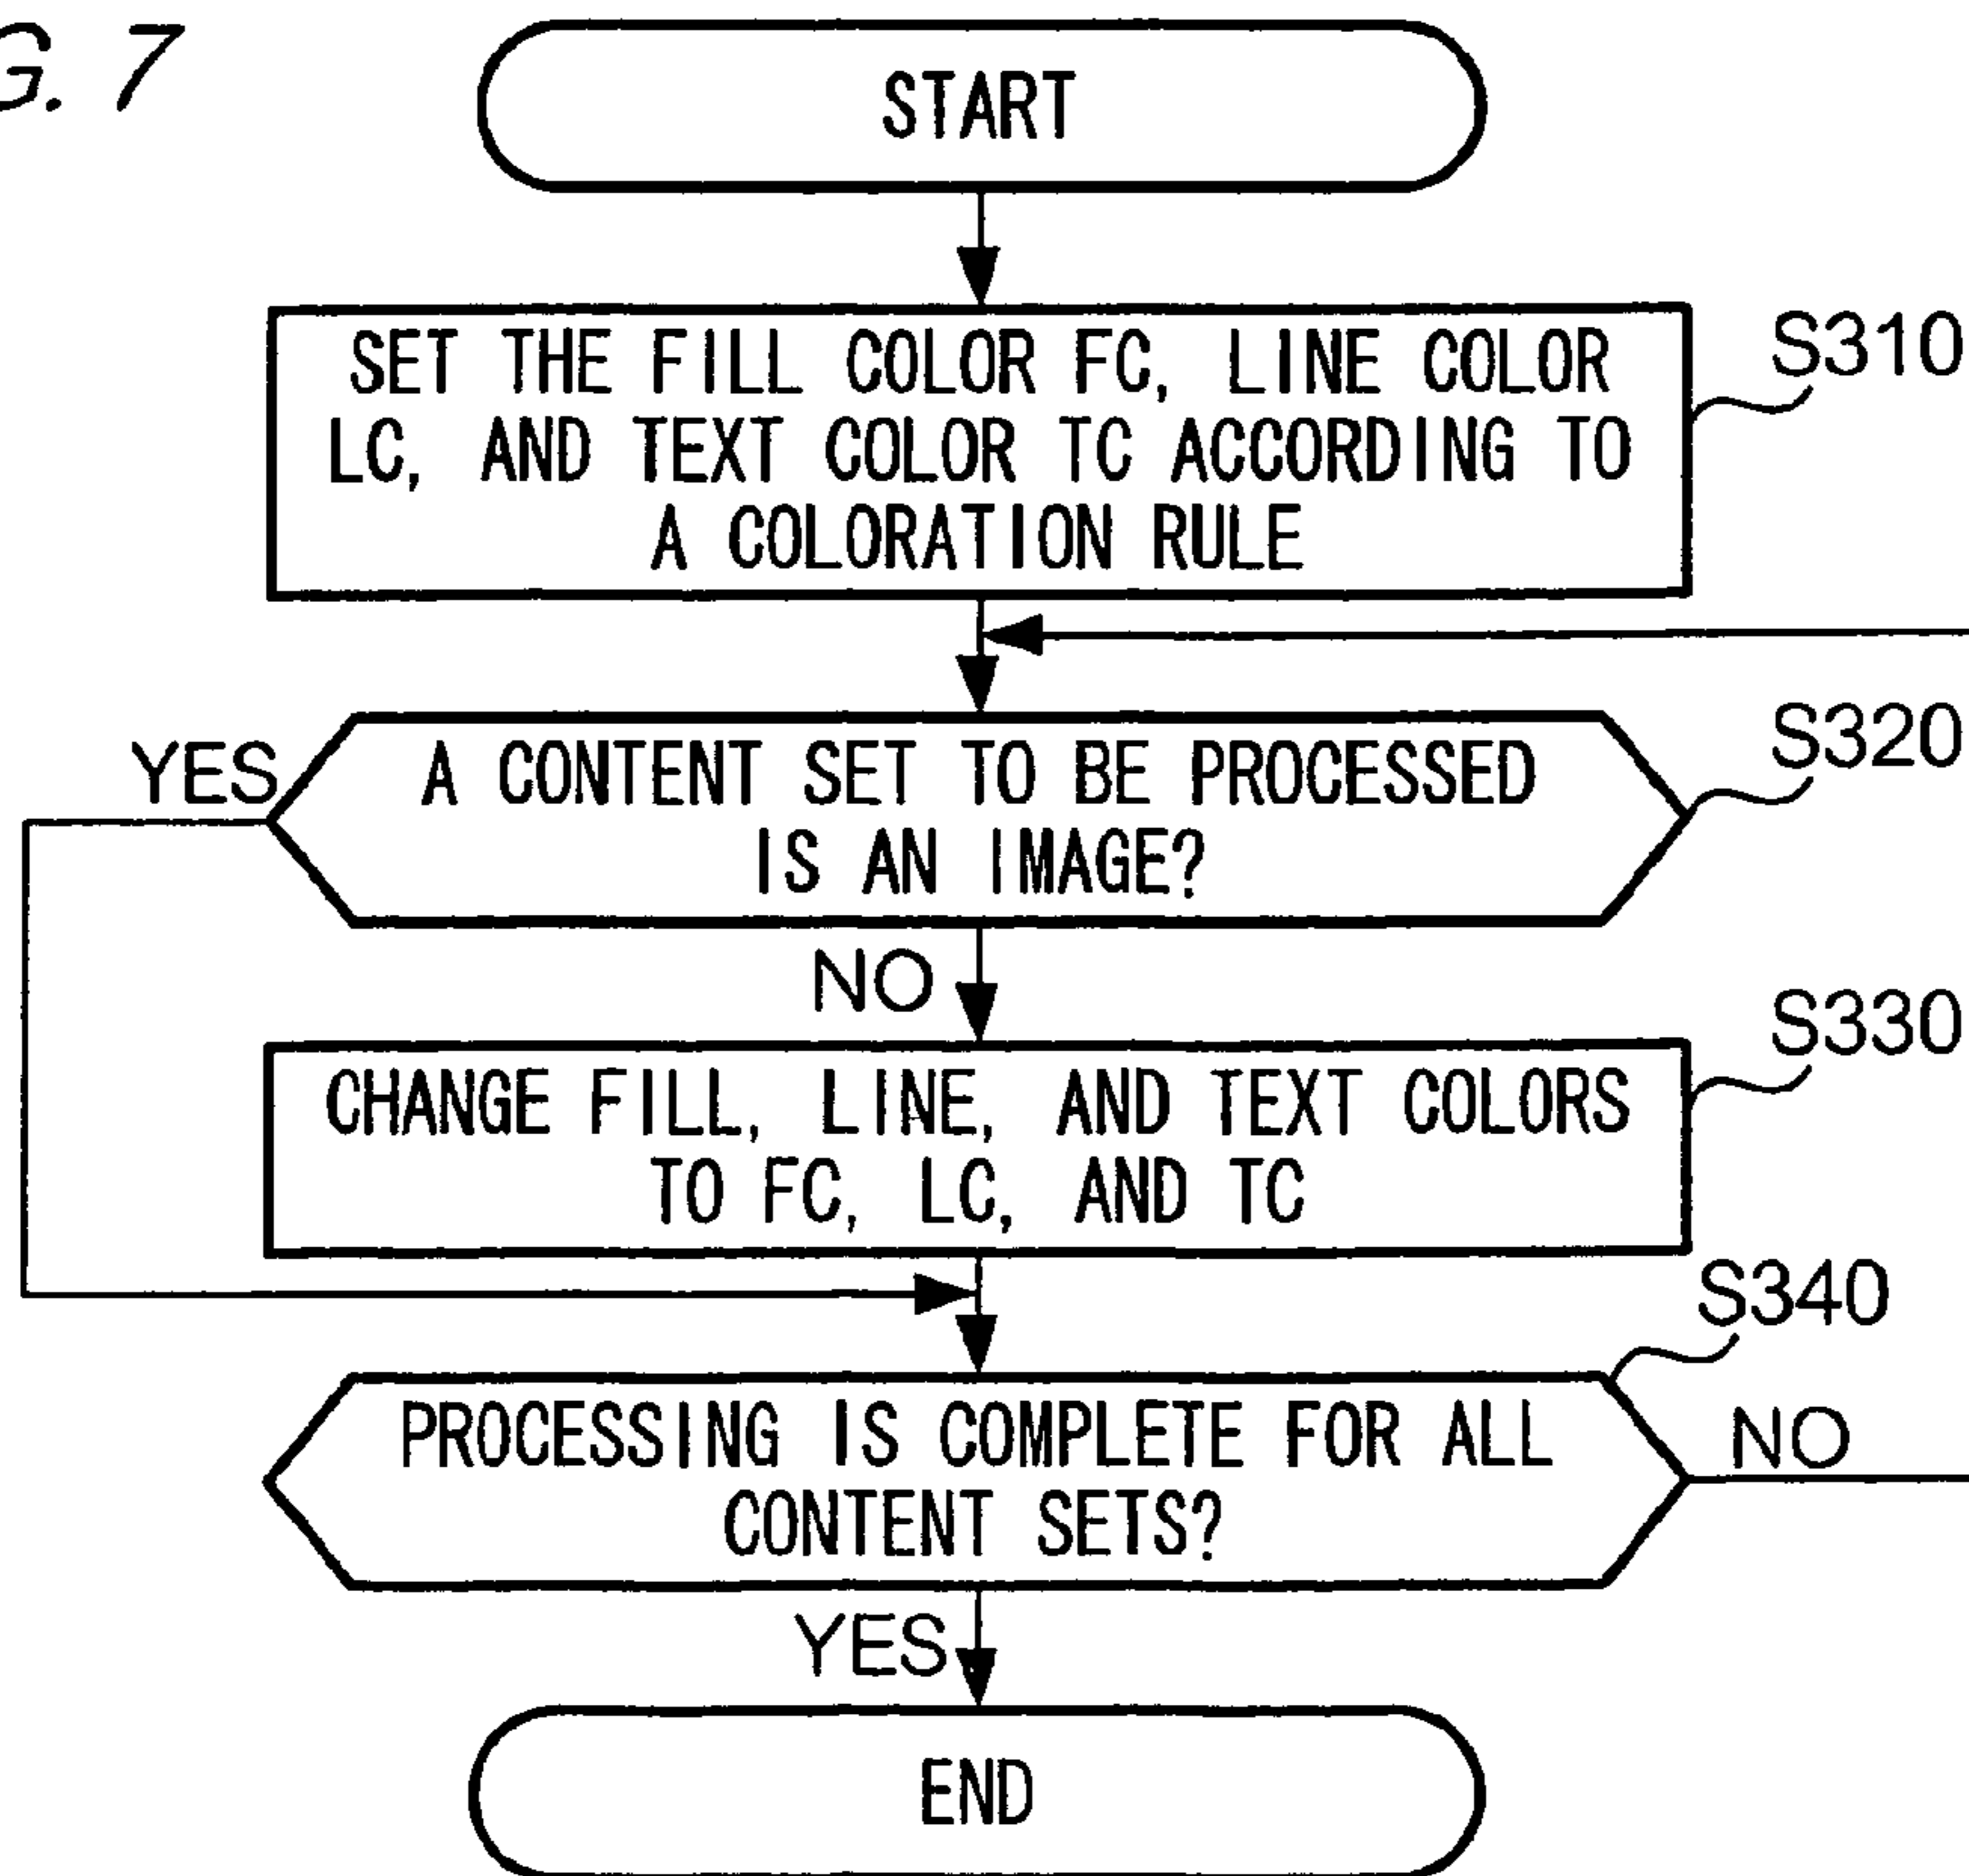 G. 7
START
SET THE FILL COLOR FC, LINE COLOR
LC, AND TEXT COLOR TC ACCORDING TO
A COLORATION RULE
S310
YES
A CONTENT SET TO BE PROCESSED
IS AN IMAGE?
S320
NO
CHANGE FILL, LINE, AND TEXT COLORS
TO FC, LC, AND TC
S330
S340
PROCESSING IS COMPLETE FOR ALL
CONTENT SETS?
NO
YES
END